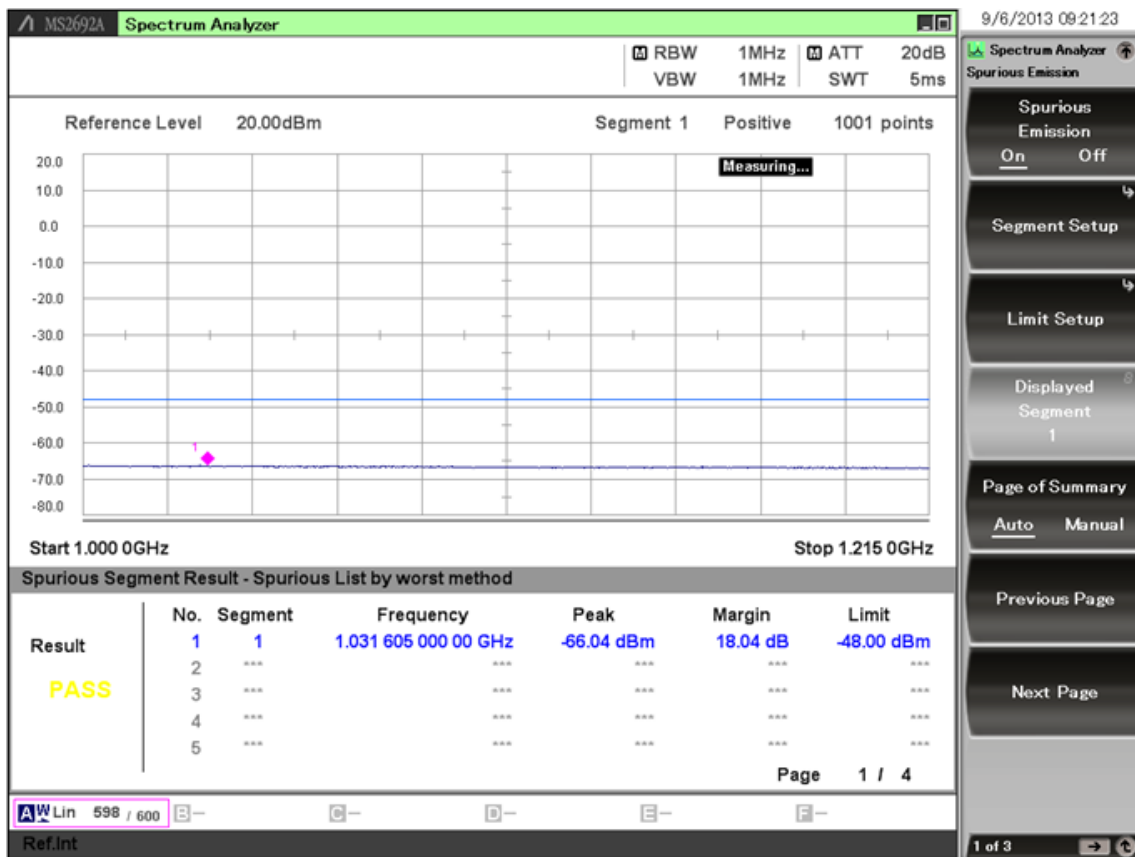 MS2692A Spectrum Analyzer
9/6/2013 09:21:23
M RBW 1MHz M ATT 20dB
VBW 1MHz SWT 5ms
Reference Level 20.00dBm Segment 1 Positive 1001 points
Measuring...
20.0
10.0
0.0
-10.0
-20.0
-30.0
-40.0
-50.0
-60.0
-70.0
-80.0
1
Start 1.000 0GHz Stop 1.215 0GHz
Spurious Segment Result - Spurious List by worst method
No. Segment Frequency Peak Margin Limit
Result
PASS
1 1 1.031 605 000 00 GHz -66.04 dBm 18.04 dB -48.00 dBm
2 *** *** *** *** ***
3 *** *** *** *** ***
4 *** *** *** *** ***
5 *** *** *** *** ***
Page 1 / 4
A W Lin 598 / 600 B- C- D- E- F-
Ref.Int
Spectrum Analyzer
Spurious Emission
Spurious
Emission
On Off
Segment Setup
Limit Setup
Displayed
Segment
1
Page of Summary
Auto Manual
Previous Page
Next Page
1 of 3